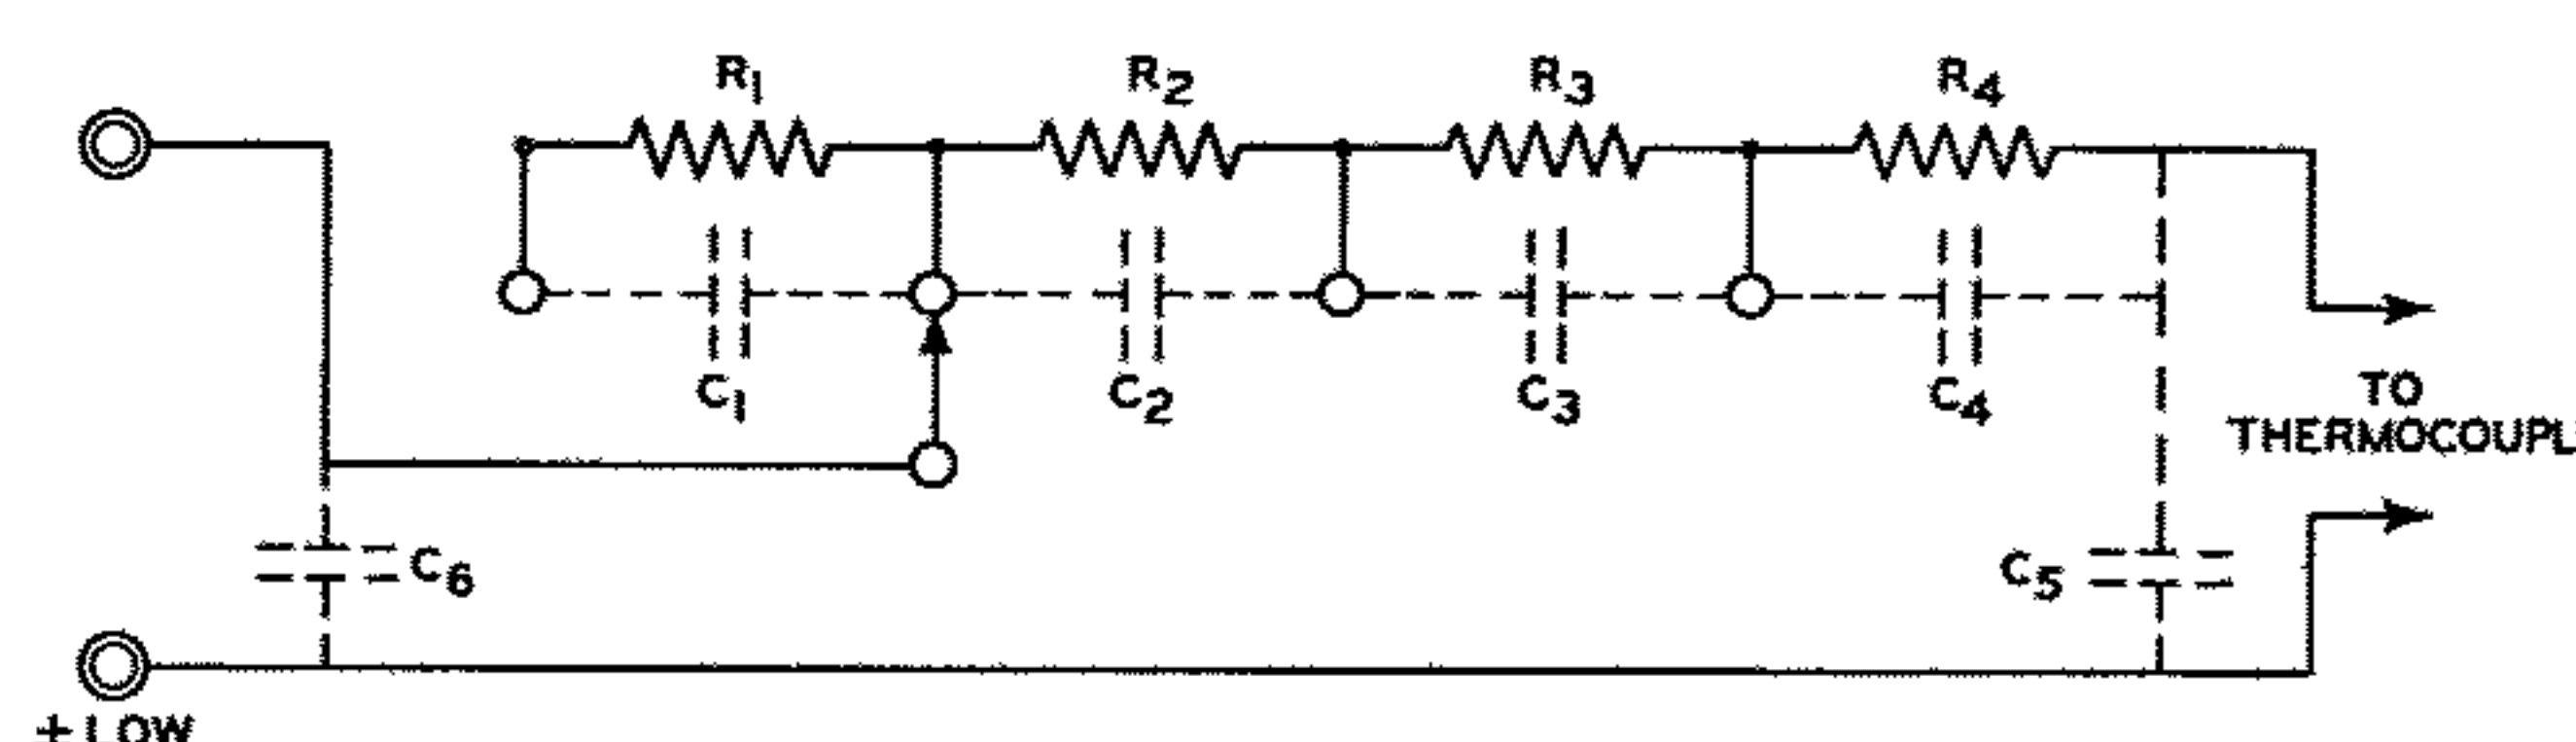 R1 R2 R3 R4
C1 C2 C3 C4
TO
THERMOCOUPL
C6 C5
+ LOW